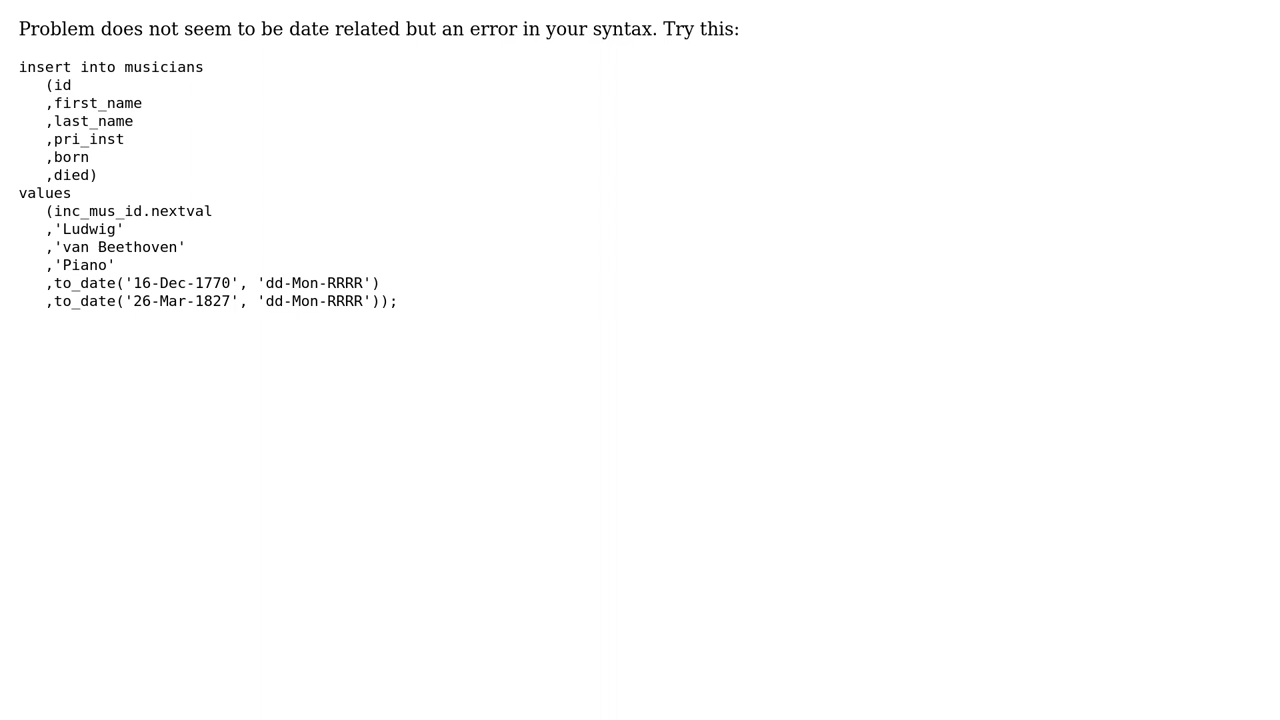 Problem does not seem to be date related but an error in your syntax. Try this:
insert into musicians
   (id
   ,first_name
   ,last_name
   ,pri_inst
   ,born
   ,died)
values
   (inc_mus_id.nextval
   ,'Ludwig'
   ,'van Beethoven'
   ,'Piano'
   ,to_date('16-Dec-1770', 'dd-Mon-RRRR')
   ,to_date('26-Mar-1827', 'dd-Mon-RRRR'));